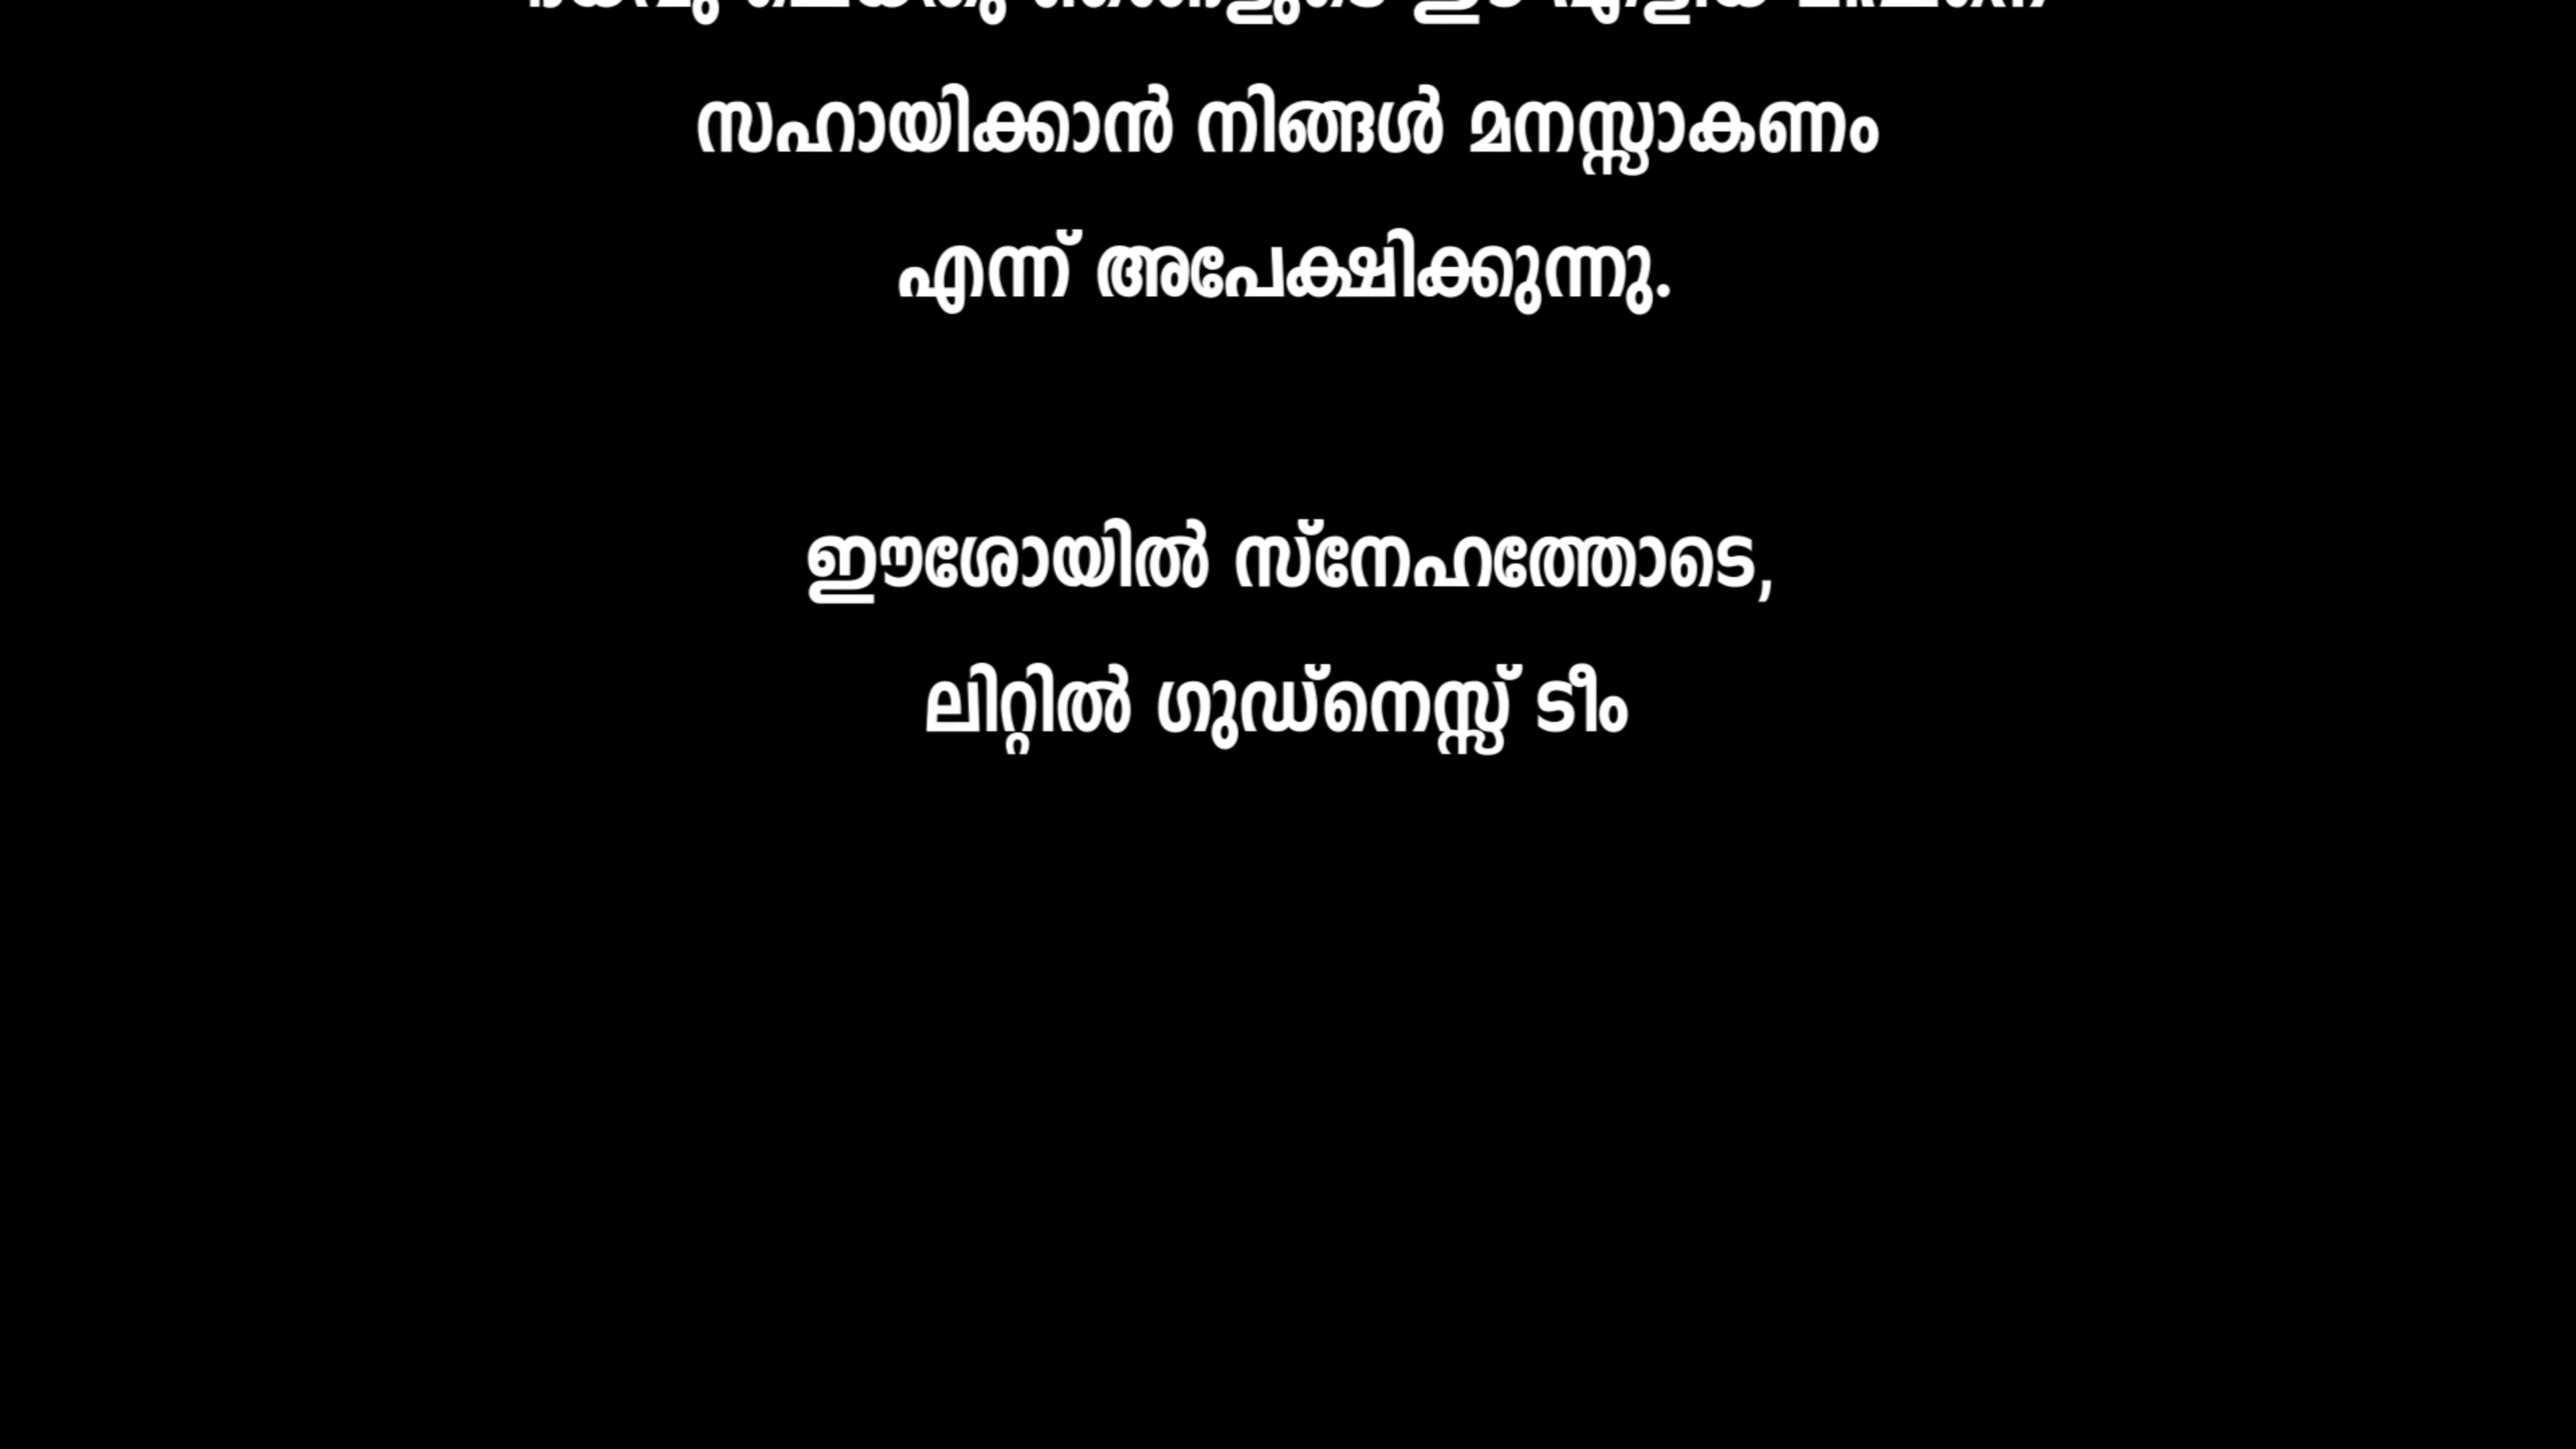 സഹായിക്കാൻ നിങ്ങൾ മനസ്സാകണം
എന്ന് അപേക്ഷിക്കുന്നു.
ഈശോയിൽ സ്നേഹത്തോടെ,
ലിറ്റിൽ ഗുഡ്നെസ്സ് ടീം